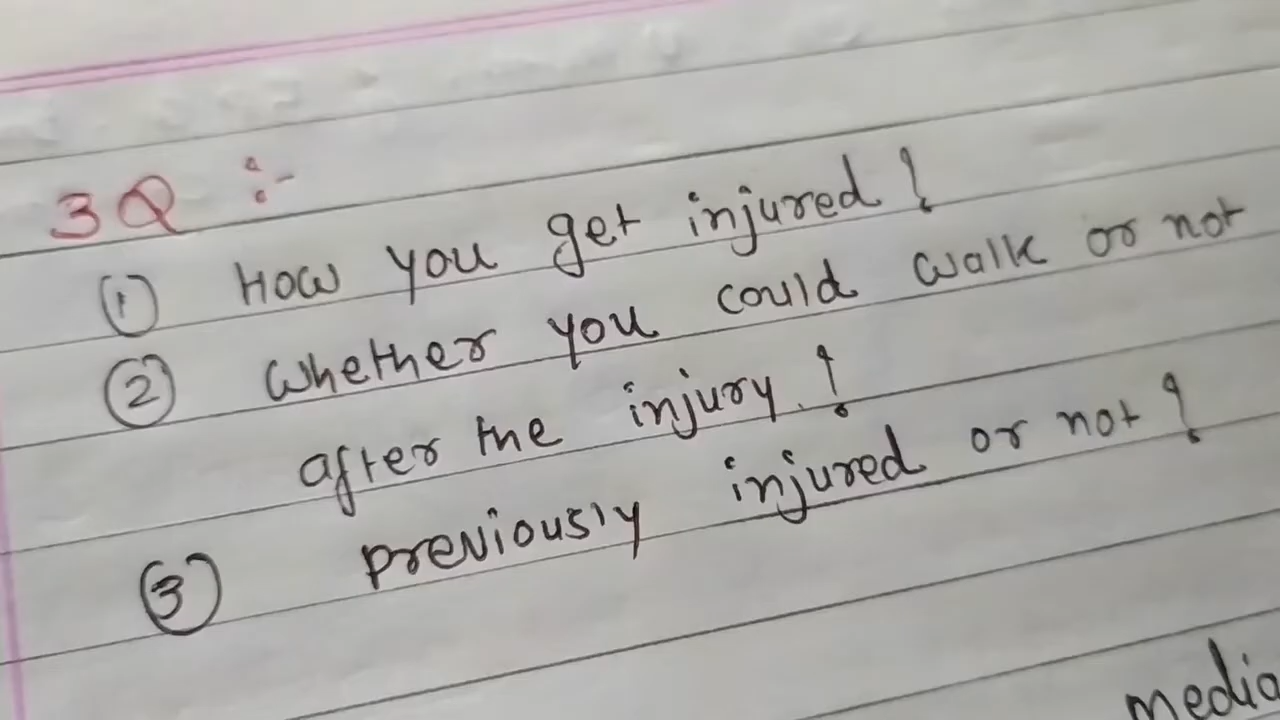 3Q :-
① How you get injured?
② Whether you could walk or not
after the injury.?
③ previously injured or not?